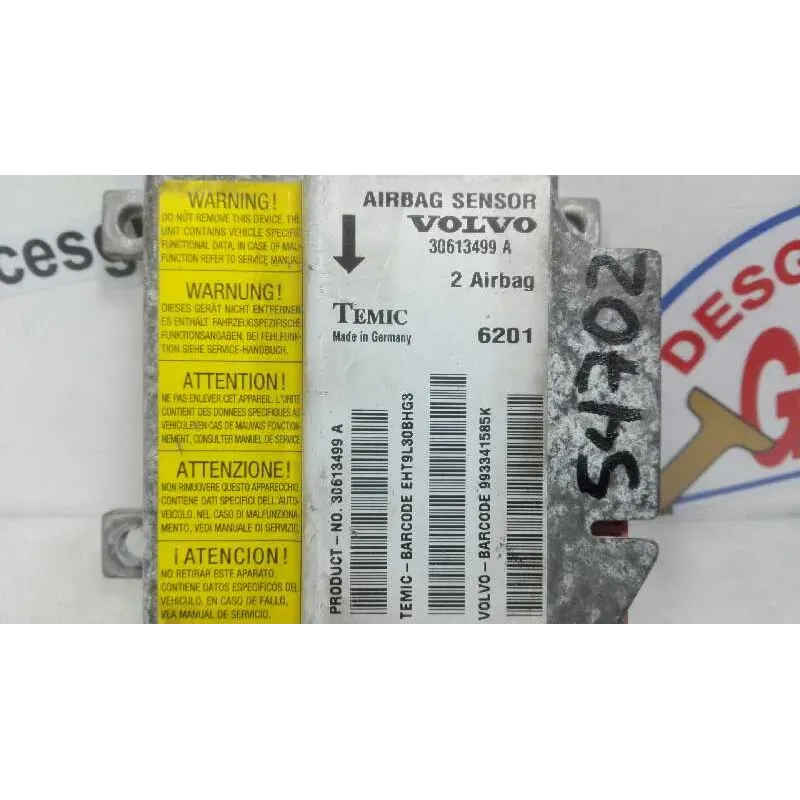 WARNING!
DO NOT REMOVE THIS DEVICE. THE
UNIT CONTAINS VEHICLE SPECIFIC
FUNCTIONAL DATA. IN CASE OF MAL-
FUNCTION REFER TO SERVICE MANUAL.
WARNUNG!
DIESES GERÄT NICHT ENTFERNEN
ES ENTHÄLT FAHRZEUGSPEZIFISCHE
FUNKTIONSANGABEN. BEI FEHLFUNK-
TION SIEHE SERVICE-HANDBUCH.
ATTENTION!
NE PAS ENLEVER CET APPAREIL. L'UNITE
CONTIENT DES DONNEES SPECIFIQUES AU
VEHICULE EN CAS DE MAUVAIS FONCTION-
NEMENT, CONSULTER MANUAL DE SERVICE
ATTENZIONE!
NON RIMUOVERE QUESTO APPARECCHIO
CONTIENE DATI SPECIFICI DELL'AUTO-
VEICOLO. NEL CASO DI MALFUNZIONA-
MENTO, VEDI MANUALE DI SERVIZIO
¡ATENCION!
NO RETIRAR ESTE APARATO.
CONTIENE DATOS ESPECIFICOS DEL
VEHICULO. EN CASO DE FALLO,
VEA MANUAL DE SERVICIO.
AIRBAG SENSOR
VOLVO
30613499 A
2 Airbag
TEMIC
Made in Germany
6201
PRODUCT-NO. 30613499 A
TEMIC-BARCODE EHT9L30BHG3
VOLVO-BARCODE 993341585K
54702
cesg
DESG
G